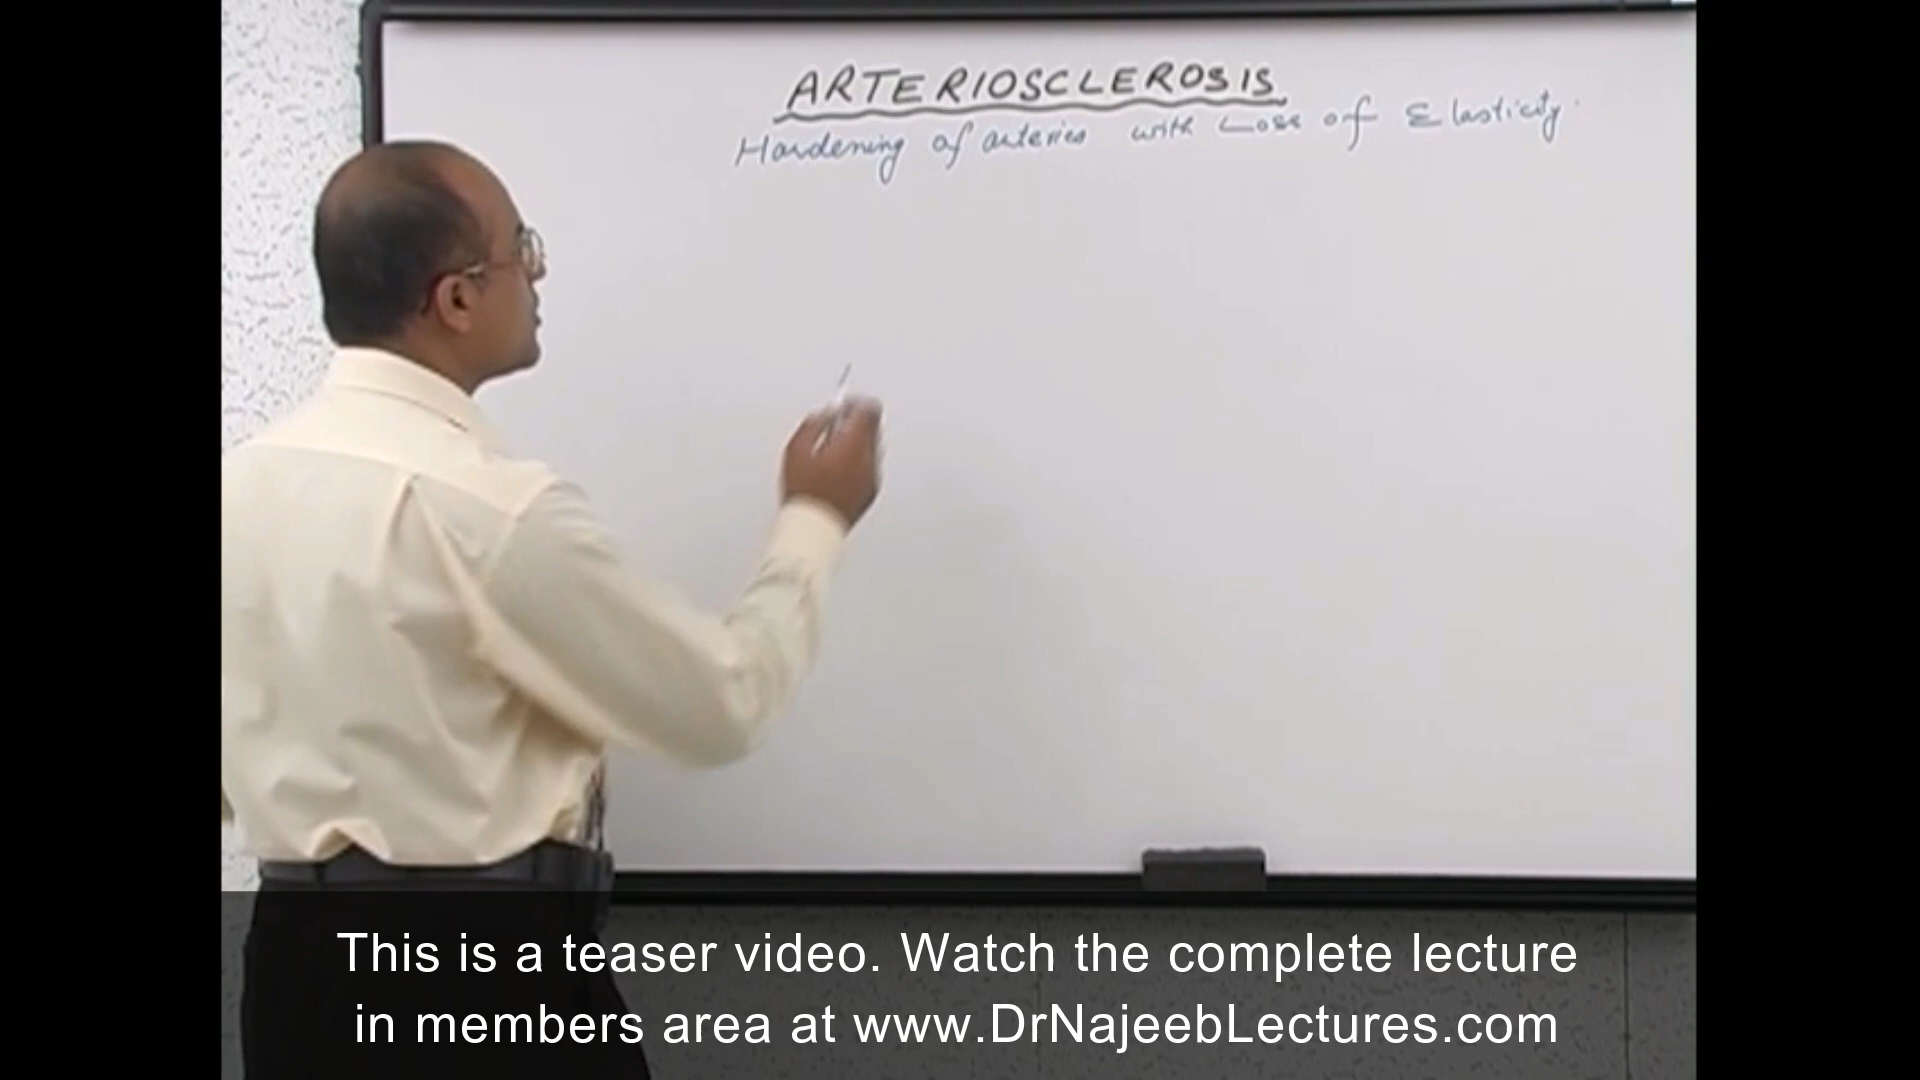 ARTERIOSCLEROSIS
Hardening of arteries with Loss of Elasticity.
This is a teaser video. Watch the complete lecture
in members area at www.DrNajeebLectures.com